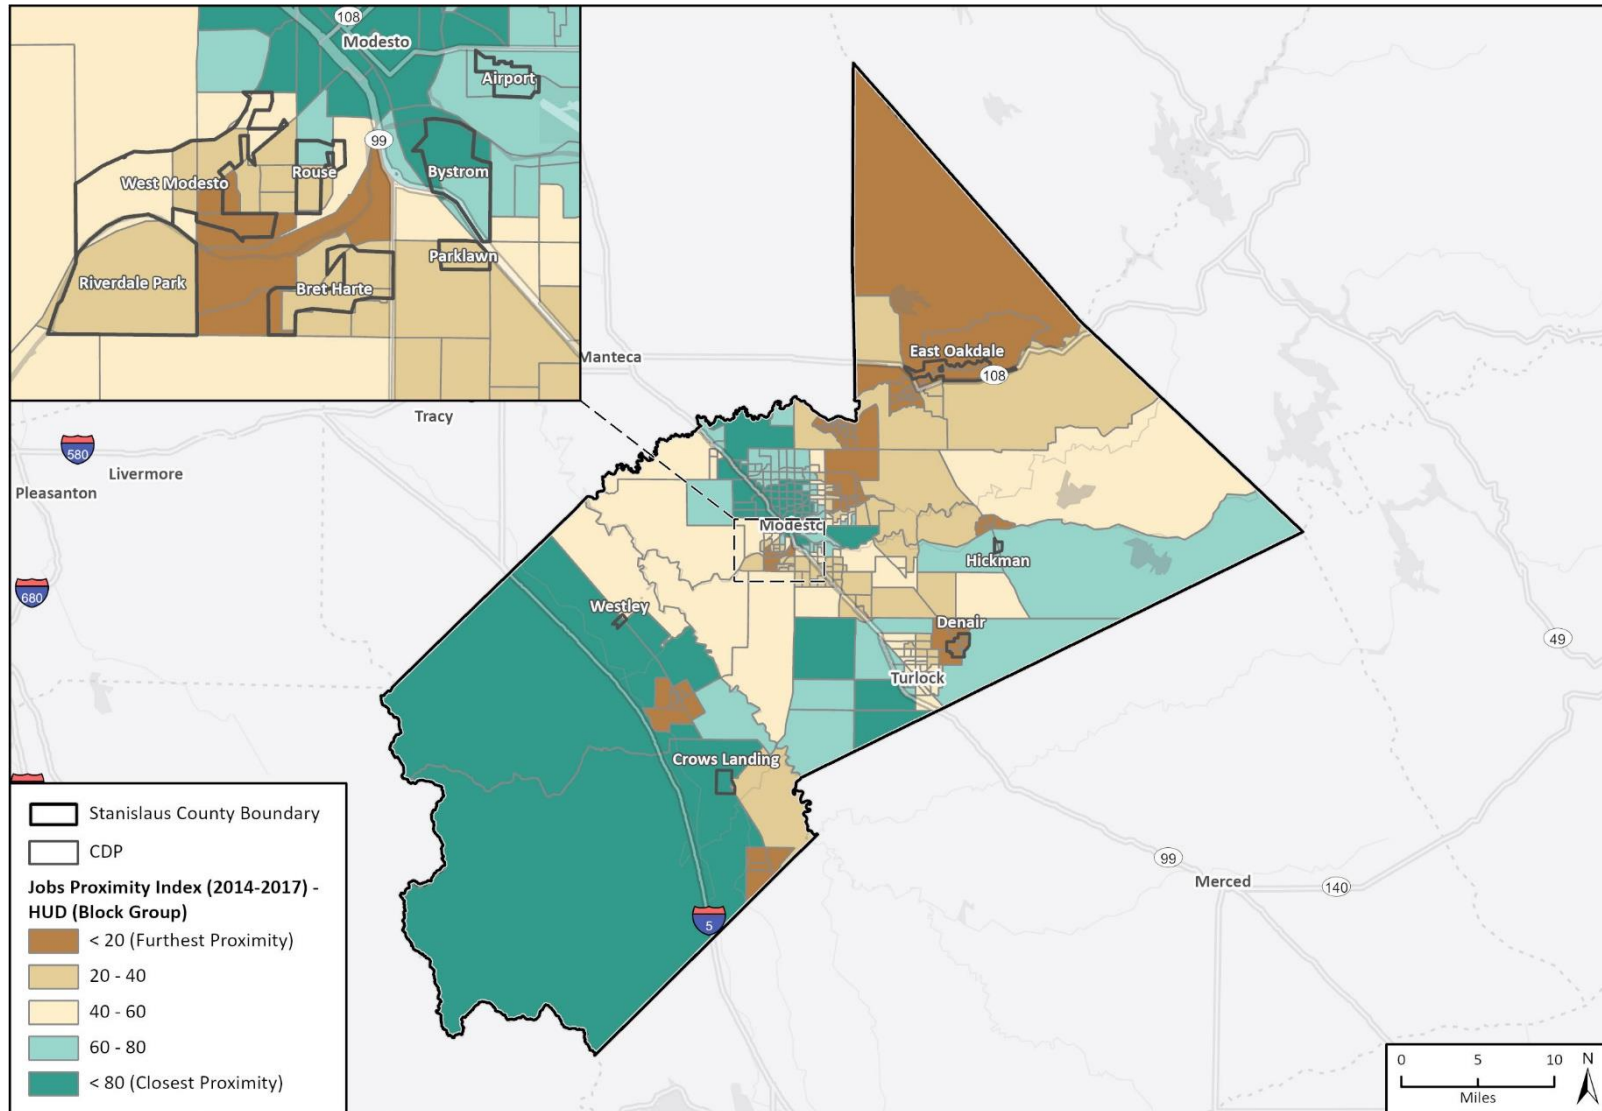 108
Modesto
Airport
99
West Modesto
Rouse
Bystrom
Parklawn
Riverdale Park
Bret Harte
Manteca
Tracy
580
Livermore
Pleasanton
680
East Oakdale
108
Modesto
Hickman
Westley
Denair
Turlock
49
Crows Landing
99
Merced
140
5
Stanislaus County Boundary
CDP
Jobs Proximity Index (2014-2017) -
HUD (Block Group)
< 20 (Furthest Proximity)
20 - 40
40 - 60
60 - 80
< 80 (Closest Proximity)
0 5 10
Miles
N